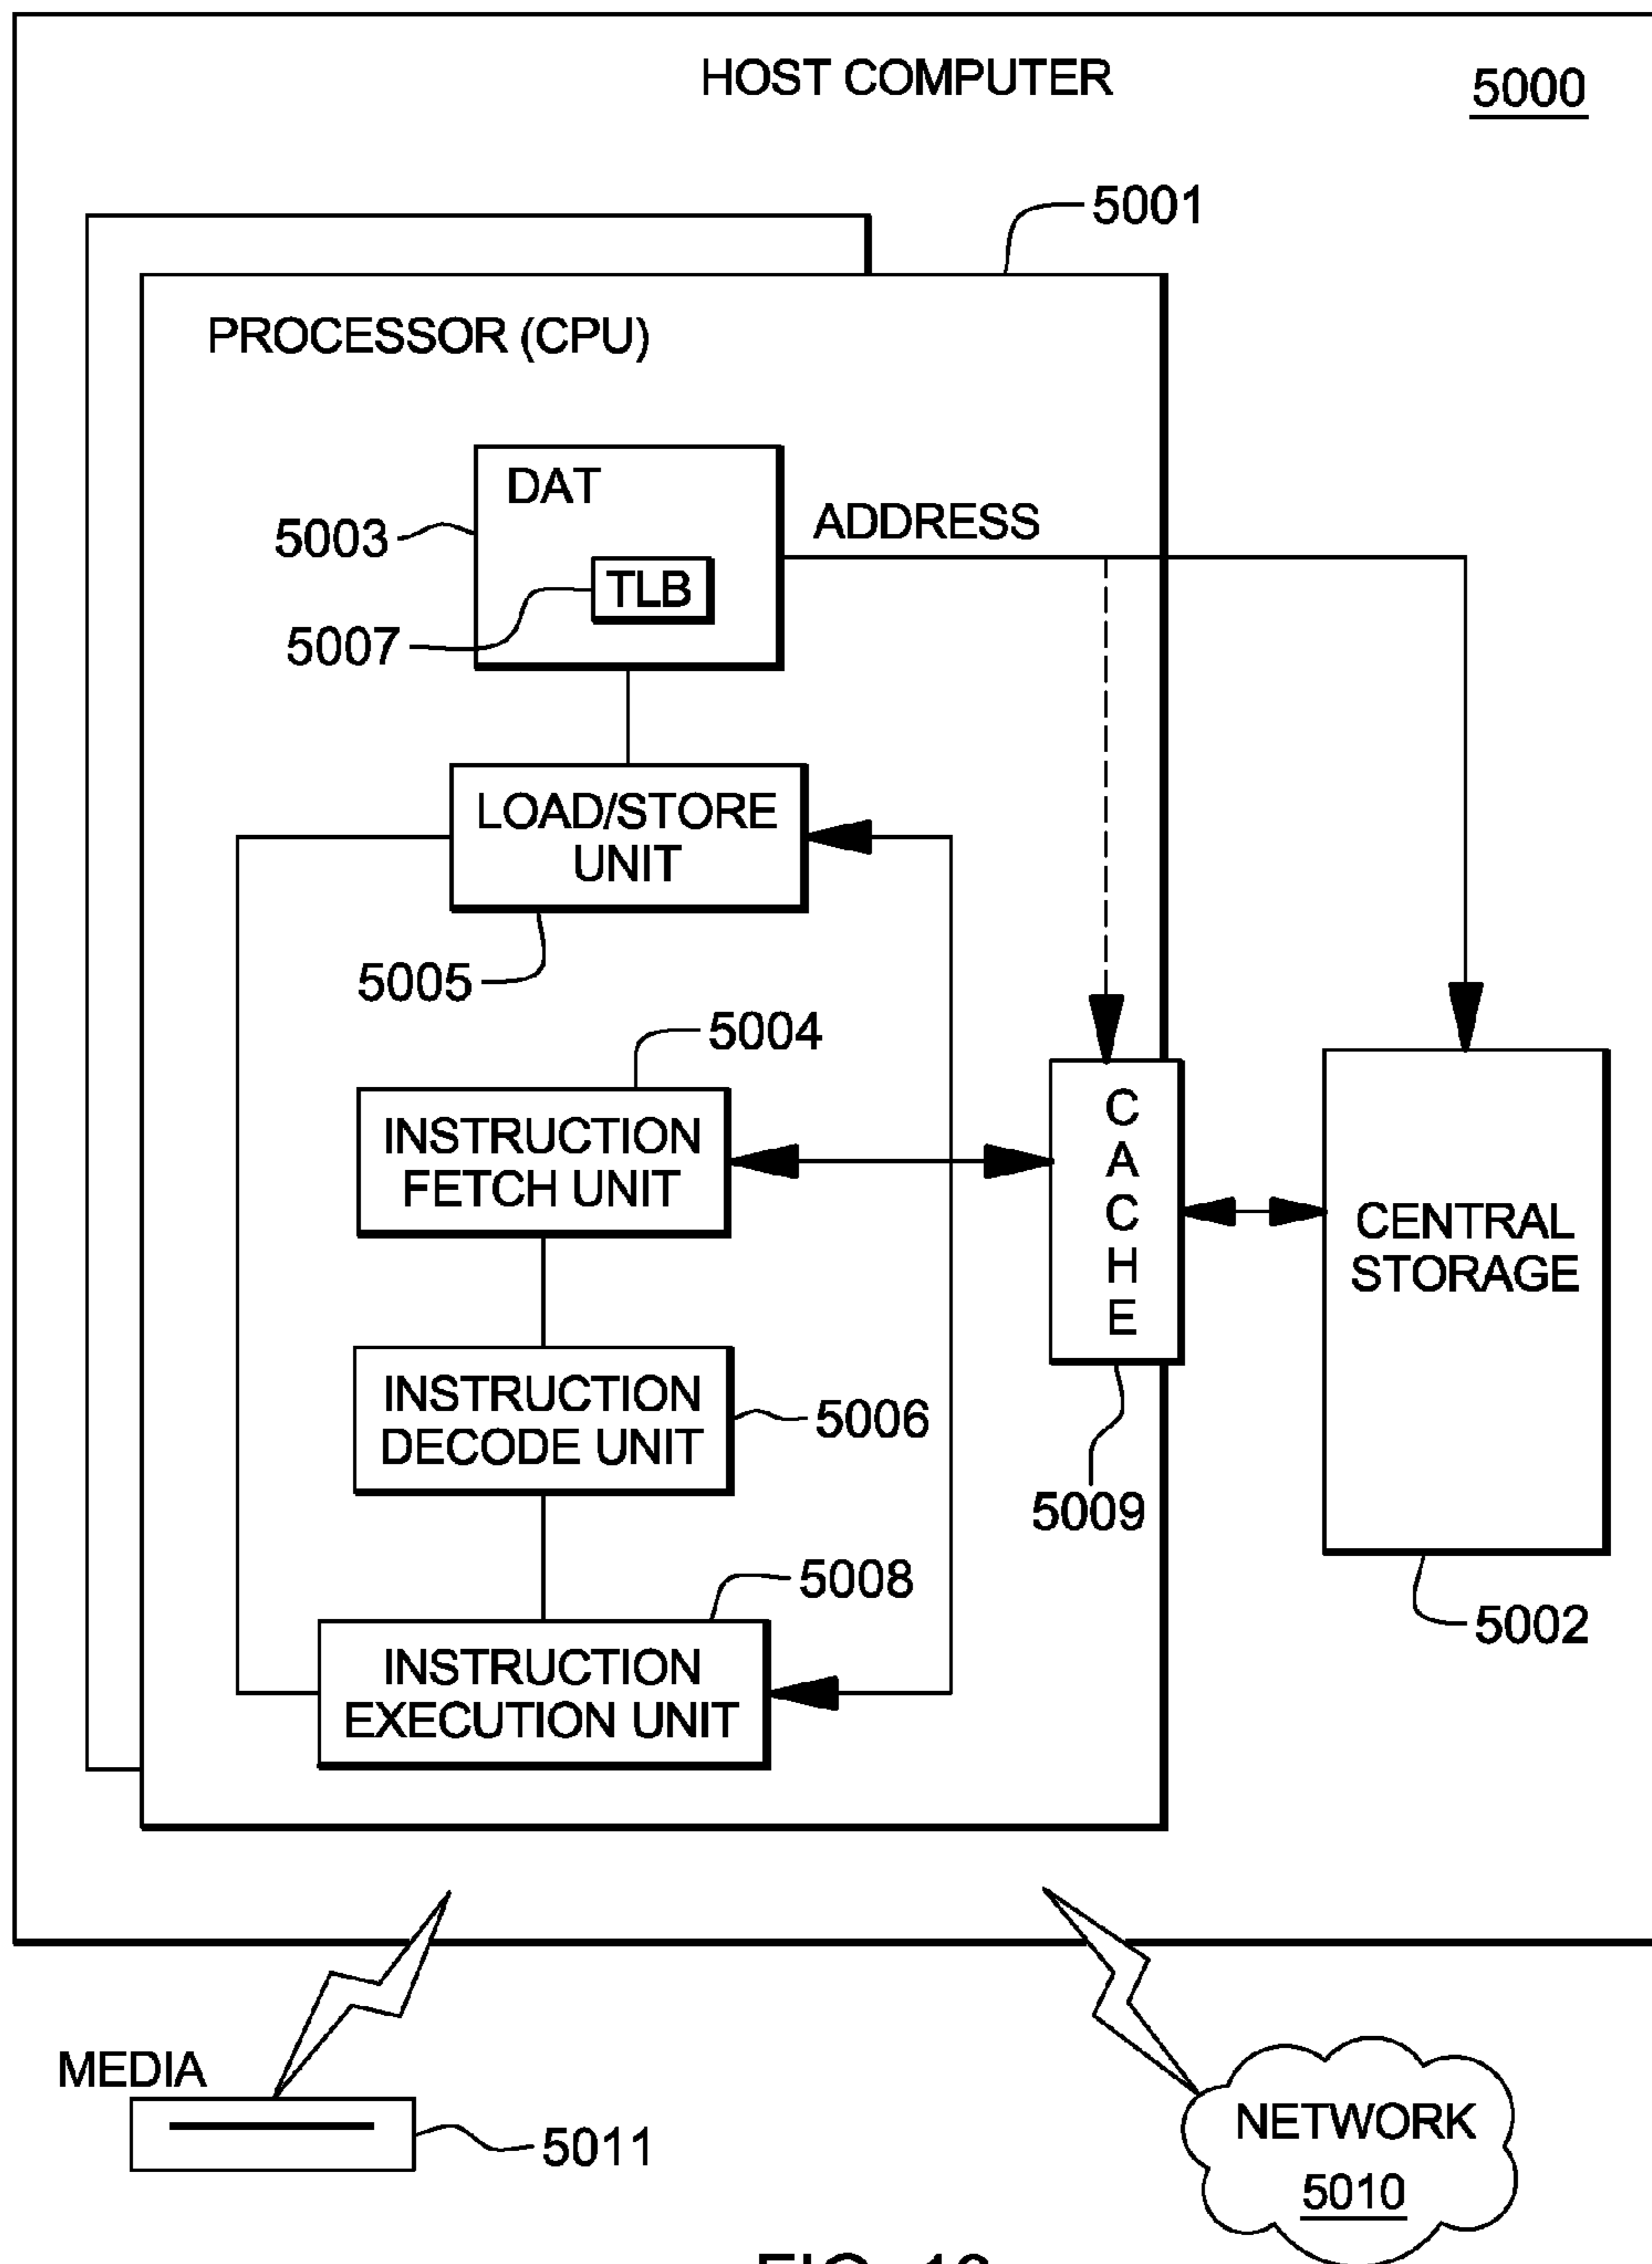 HOST COMPUTER
5000
5001
PROCESSOR (CPU)
DAT
ADDRESS
5003
TLB
5007
LOAD/STORE
UNIT
5005
5004
INSTRUCTION
FETCH UNIT
C
A
C
H
E
CENTRAL
STORAGE
INSTRUCTION
DECODE UNIT
5006
5009
5008
5002
INSTRUCTION
EXECUTION UNIT
MEDIA
5011
NETWORK
5010